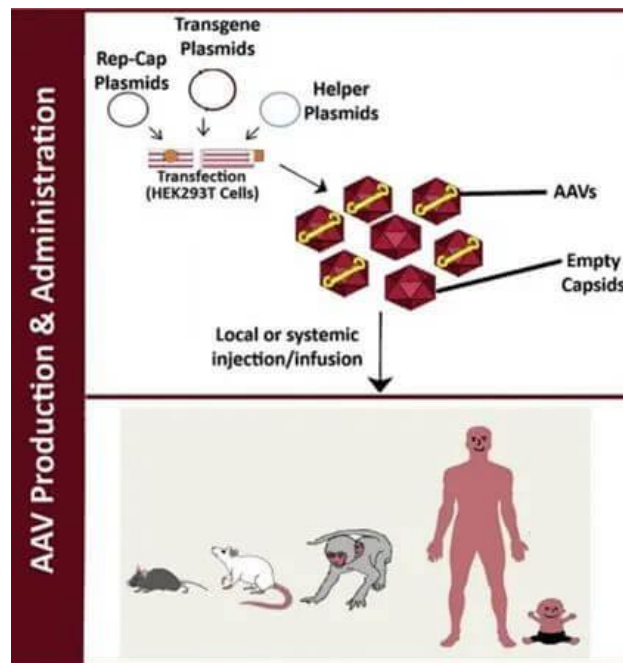 AAV Production & Administration
Transgene
Plasmids
Rep-Cap
Plasmids
Helper
Plasmids
Transfection
(HEK293T Cells)
AAVs
Empty
Capsids
Local or systemic
injection/infusion